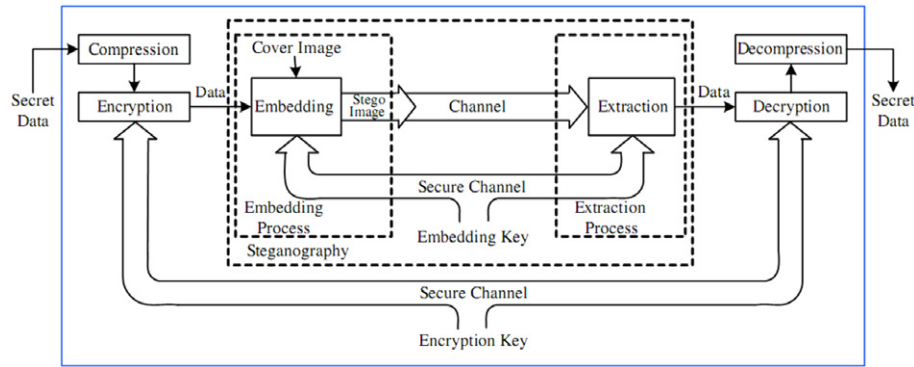 Compression
Cover Image
Decompression
Secret
Data
Encryption
Data
Embedding
Stego
Image
Channel
Extraction
Data
Decryption
Secret
Data
Secure Channel
Embedding
Process
Embedding Key
Extraction
Process
Steganography
Secure Channel
Encryption Key